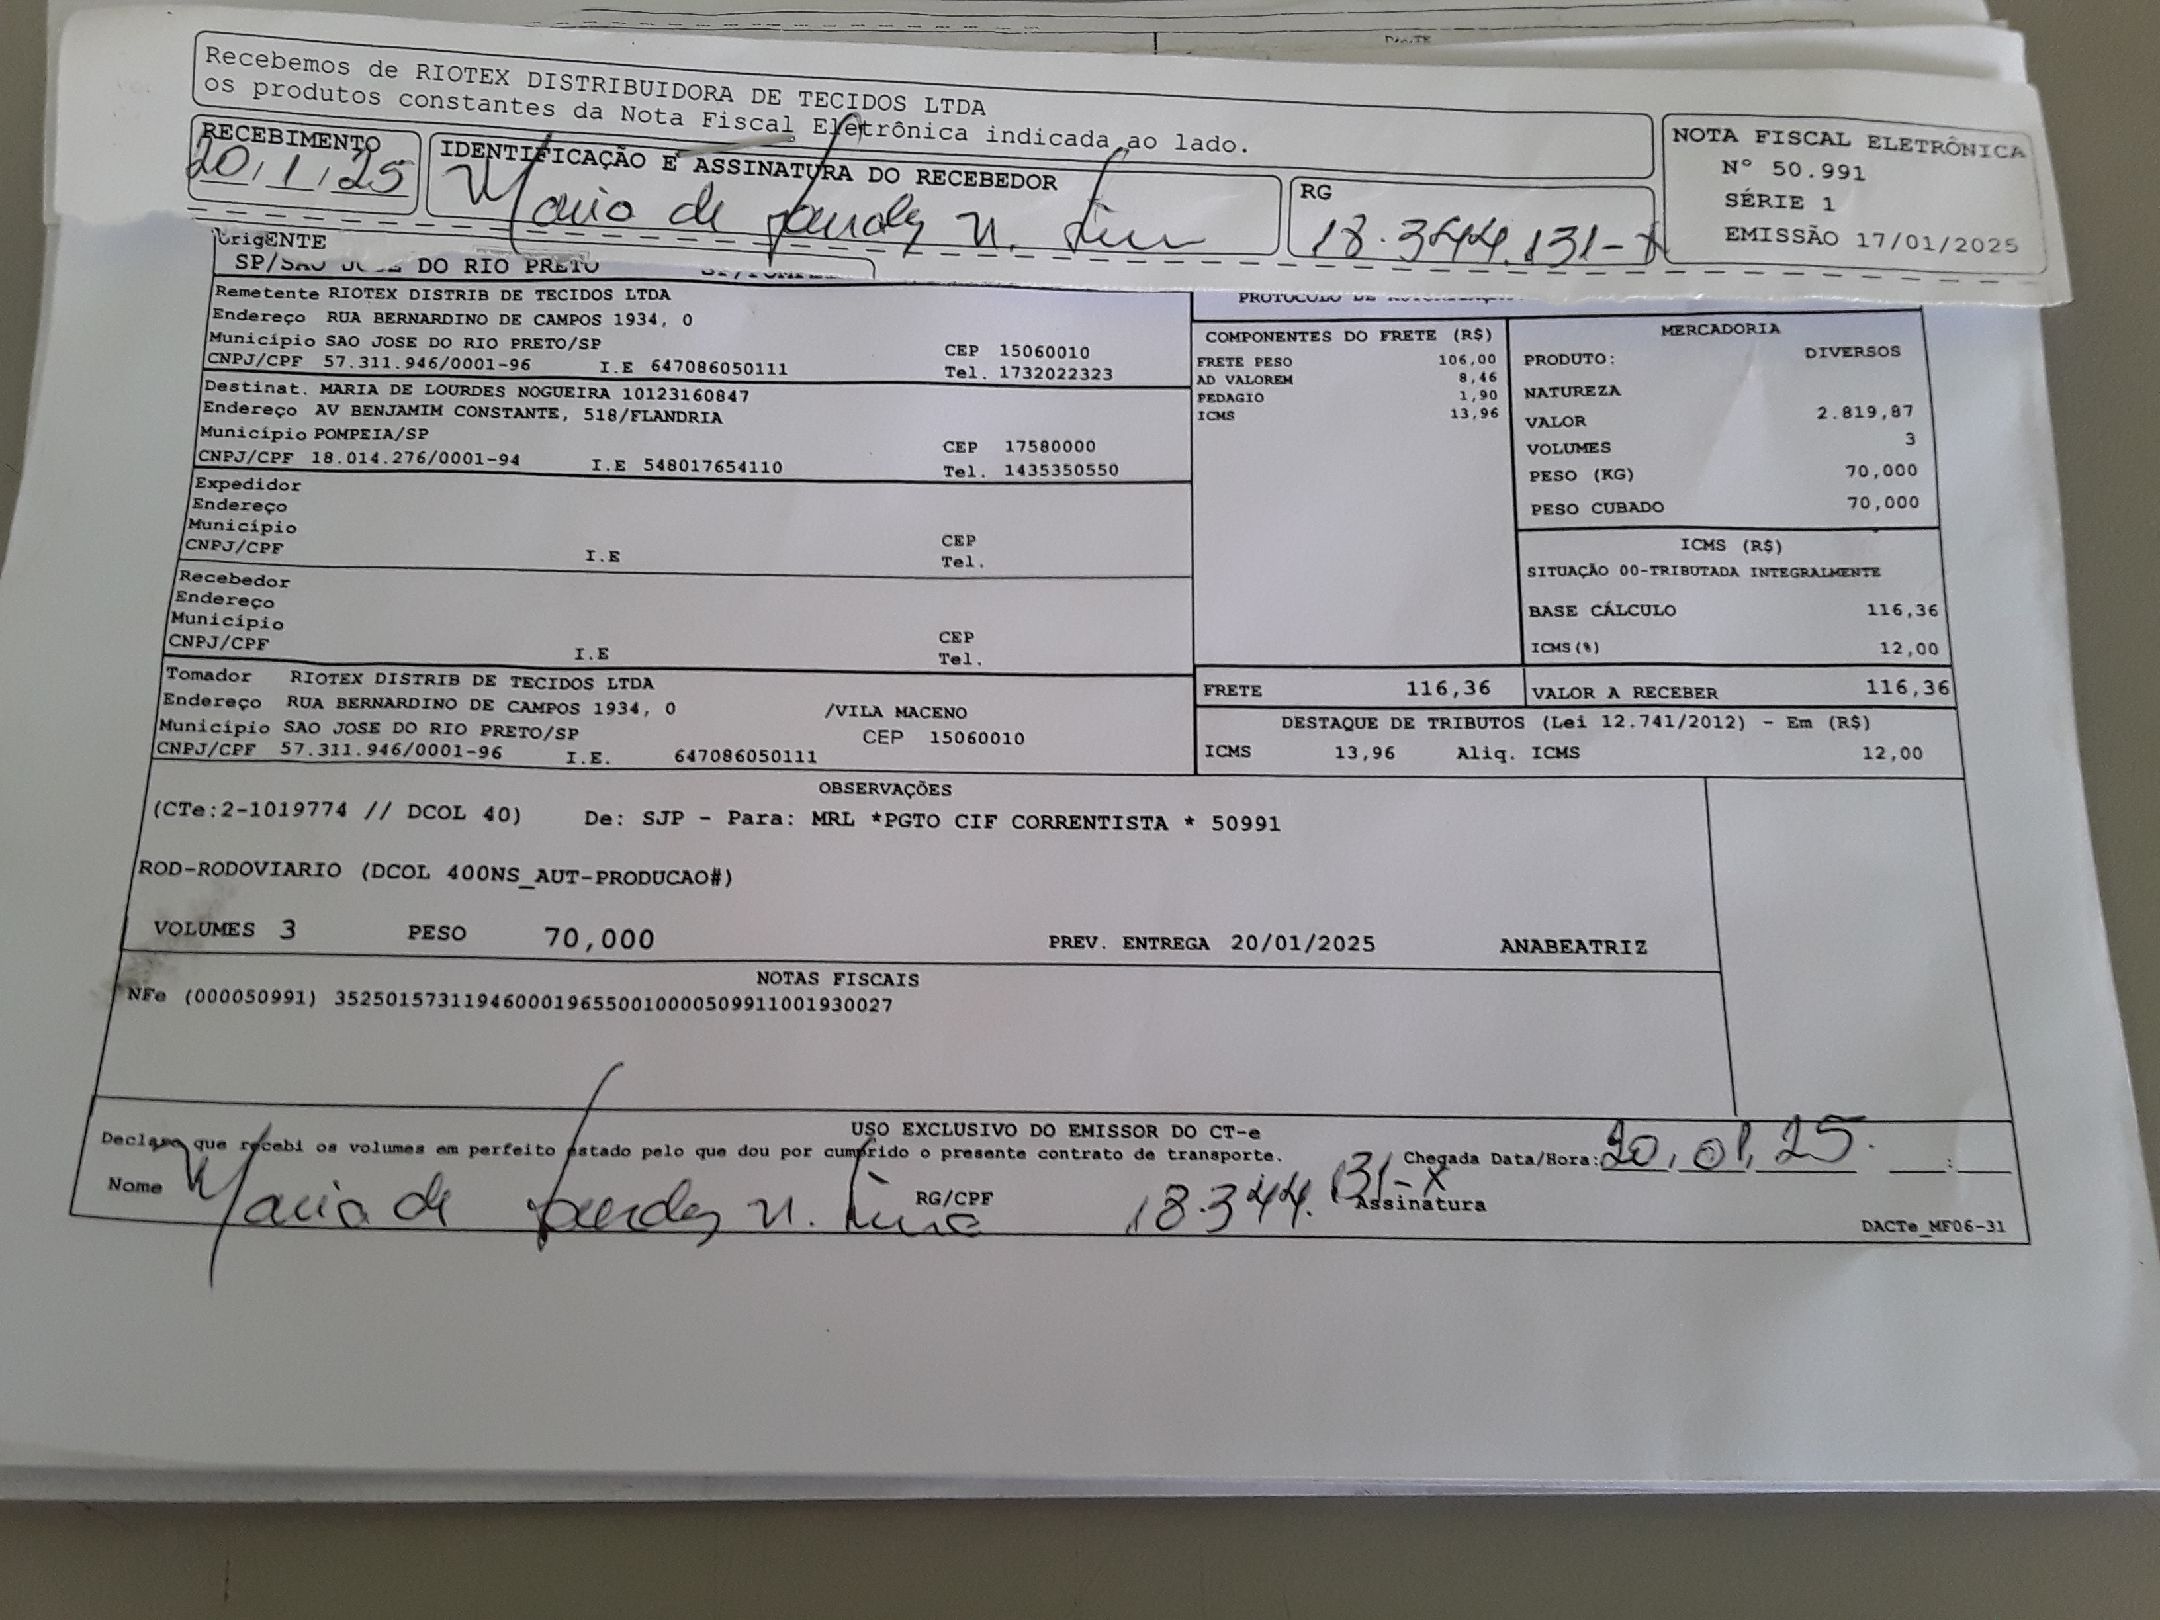 Recebemos de RIOTEX DISTRIBUIDORA DE TECIDOS LTDA
os produtos constantes da Nota Fiscal Eletrônica indicada ao lado.
RECEBIMENTO
20/1/25
IDENTIFICAÇÃO E ASSINATURA DO RECEBEDOR
Maria de Lourdes N. Lima
RG
18.344.131-X
NOTA FISCAL ELETRÔNICA
Nº 50.991
SÉRIE 1
EMISSÃO 17/01/2025
SP/SAO JOSE DO RIO PRETO
Remetente RIOTEX DISTRIB DE TECIDOS LTDA
Endereço RUA BERNARDINO DE CAMPOS 1934, 0
Município SAO JOSE DO RIO PRETO/SP CEP 15060010
CNPJ/CPF 57.311.946/0001-96 I.E 647086050111 Tel. 1732022323
Destinat. MARIA DE LOURDES NOGUEIRA 10123160847
Endereço AV BENJAMIM CONSTANTE, 518/FLANDRIA
Município POMPEIA/SP CEP 17580000
CNPJ/CPF 18.014.276/0001-94 I.E 548017654110 Tel. 1435350550
Expedidor
Endereço
Município CEP
CNPJ/CPF I.E Tel.
Recebedor
Endereço
Município CEP
CNPJ/CPF I.E Tel.
Tomador RIOTEX DISTRIB DE TECIDOS LTDA
Endereço RUA BERNARDINO DE CAMPOS 1934, 0 /VILA MACENO
Município SAO JOSE DO RIO PRETO/SP CEP 15060010
CNPJ/CPF 57.311.946/0001-96 I.E. 647086050111
COMPONENTES DO FRETE (R$)
FRETE PESO 106,00
AD VALOREM 8,46
PEDAGIO 1,90
ICMS 13,96
MERCADORIA
PRODUTO: DIVERSOS
NATUREZA
VALOR 2.819,87
VOLUMES 3
PESO (KG) 70,000
PESO CUBADO 70,000
ICMS (R$)
SITUAÇÃO 00-TRIBUTADA INTEGRALMENTE
BASE CÁLCULO 116,36
ICMS(%) 12,00
FRETE 116,36 VALOR A RECEBER 116,36
DESTAQUE DE TRIBUTOS (Lei 12.741/2012) - Em (R$)
ICMS 13,96 Aliq. ICMS 12,00
OBSERVAÇÕES
(CTe:2-1019774 // DCOL 40) De: SJP - Para: MRL *PGTO CIF CORRENTISTA * 50991
ROD-RODOVIARIO (DCOL 400NS_AUT-PRODUCAO#)
VOLUMES 3 PESO 70,000 PREV. ENTREGA 20/01/2025 ANABEATRIZ
NOTAS FISCAIS
NFe (000050991) 35250157311946000196550010000509911001930027
USO EXCLUSIVO DO EMISSOR DO CT-e
Declaro que recebi os volumes em perfeito estado pelo que dou por cumprido o presente contrato de transporte. Chegada Data/Hora: 20/01/25 :
Nome Maria de Lourdes N. Lima RG/CPF 18.344.131-X Assinatura
DACTe_MF06-31